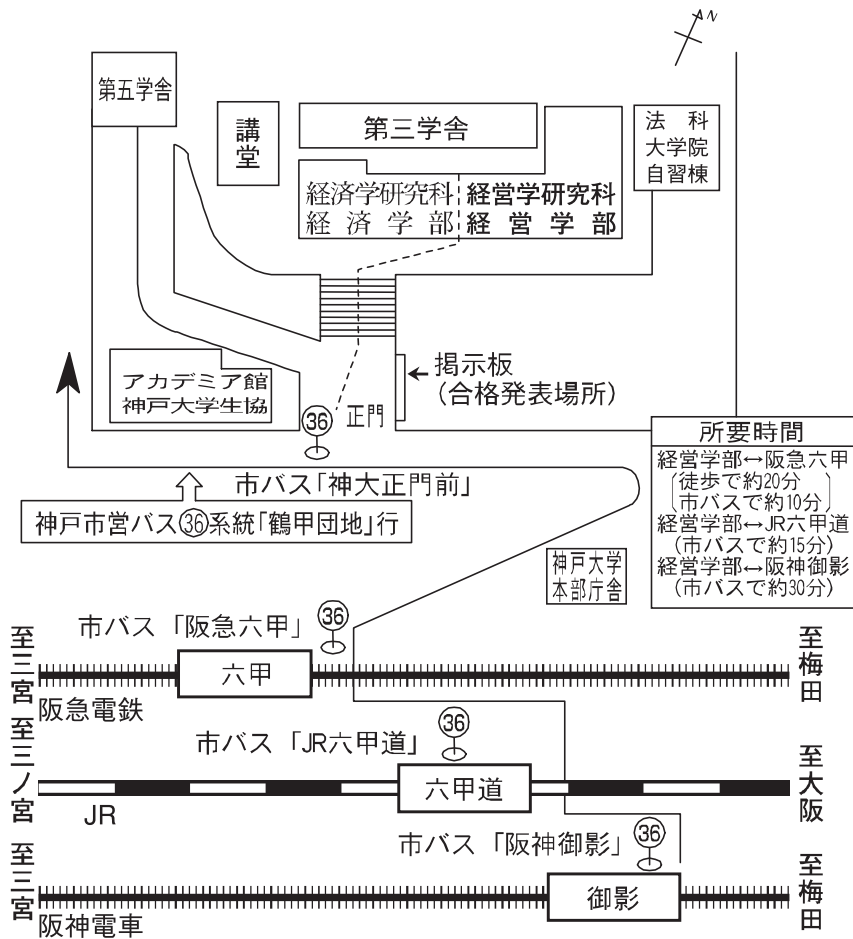 N
第五学舎
講堂
第三学舎
法科
大学院
自習棟
経済学研究科
経済学部
経営学研究科
経営学部
掲示板
(合格発表場所)
アカデミア館
神戸大学生協
36
正門
市バス「神大正門前」
神戸市営バス36系統「鶴甲団地」行
所要時間
経営学部↔阪急六甲
〔徒歩で約20分〕
〔市バスで約10分〕
経営学部↔JR六甲道
(市バスで約15分)
経営学部↔阪神御影
(市バスで約30分)
神戸大学
本部庁舎
市バス「阪急六甲」
36
至三宮
六甲
至梅田
阪急電鉄
市バス「JR六甲道」
36
至三ノ宮
六甲道
至大阪
JR
市バス「阪神御影」
36
至三宮
御影
至梅田
阪神電車